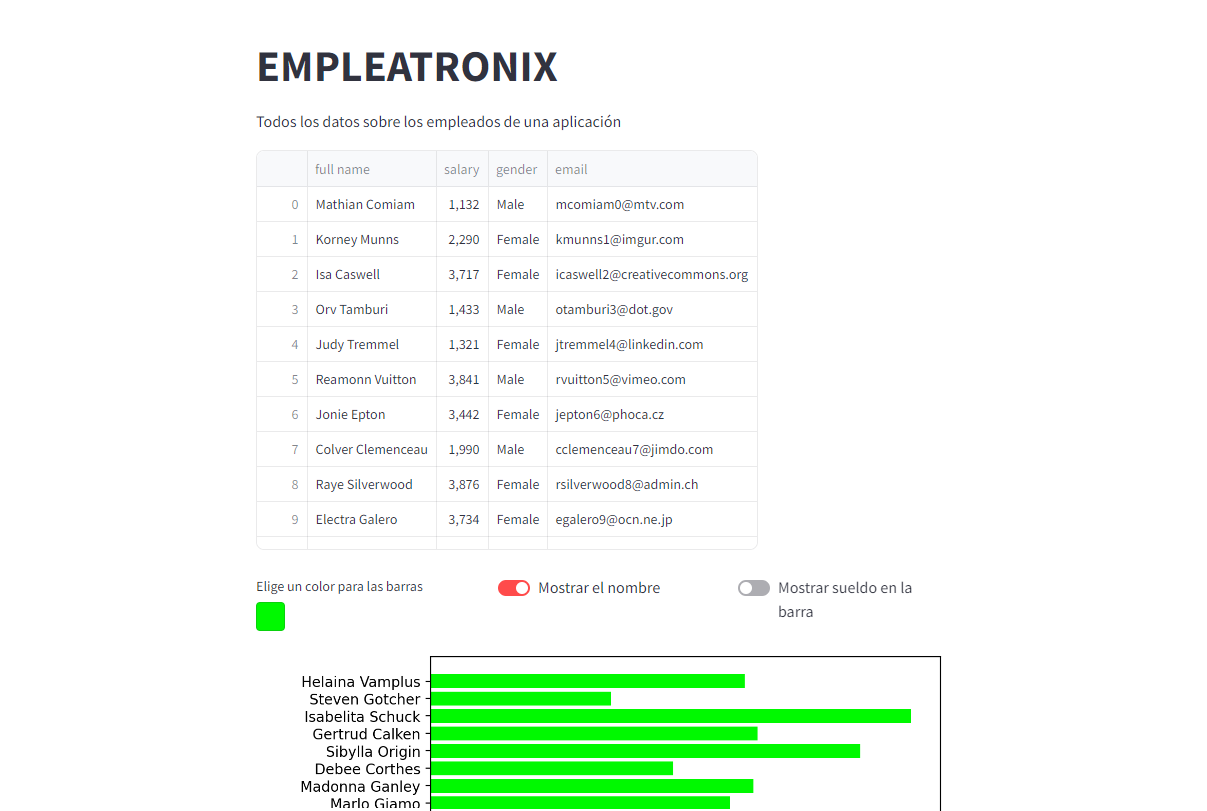 EMPLEATRONIX
Todos los datos sobre los empleados de una aplicación
full name salary gender email
0 Mathian Comiam 1,132 Male mcomiam0@mtv.com
1 Korney Munns 2,290 Female kmunns1@imgur.com
2 Isa Caswell 3,717 Female icaswell2@creativecommons.org
3 Orv Tamburi 1,433 Male otamburi3@dot.gov
4 Judy Tremmel 1,321 Female jtremmel4@linkedin.com
5 Reamonn Vuitton 3,841 Male rvuitton5@vimeo.com
6 Jonie Epton 3,442 Female jepton6@phoca.cz
7 Colver Clemenceau 1,990 Male cclemenceau7@jimdo.com
8 Raye Silverwood 3,876 Female rsilverwood8@admin.ch
9 Electra Galero 3,734 Female egalero9@ocn.ne.jp
Elige un color para las barras
Mostrar el nombre
Mostrar sueldo en la
barra
Helaina Vamplus
Steven Gotcher
Isabelita Schuck
Gertrud Calken
Sibylla Origin
Debee Corthes
Madonna Ganley
Marlo Giamo